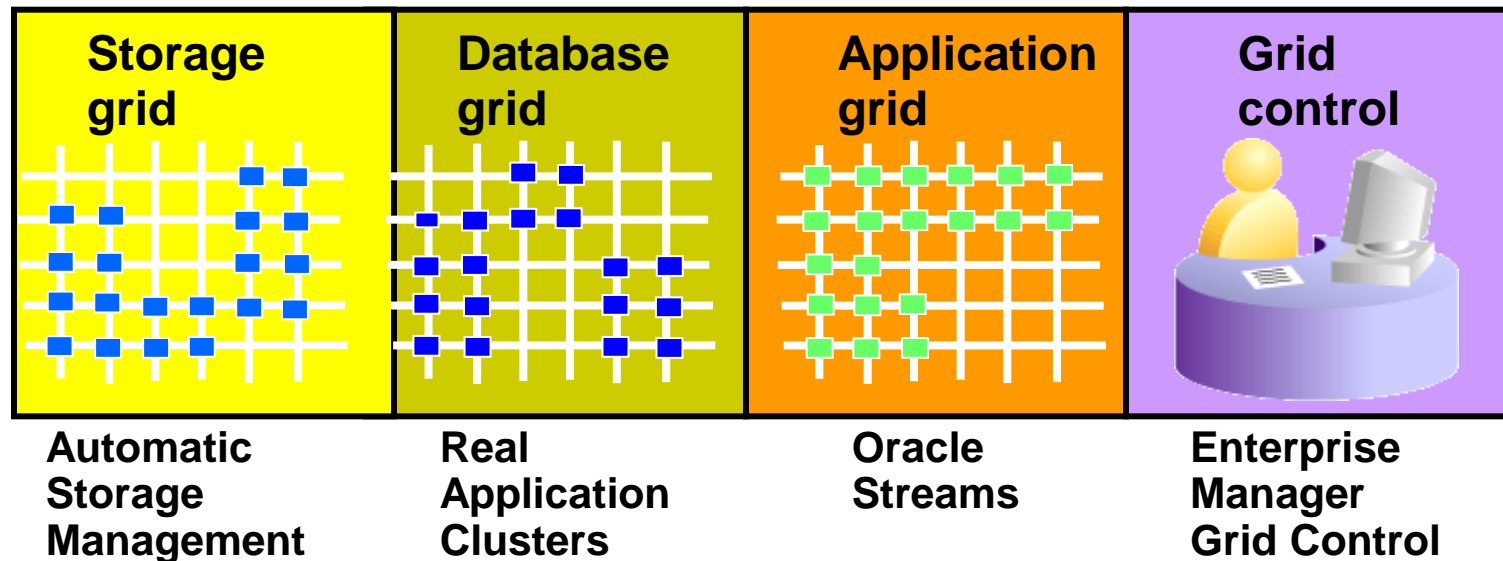 Storage
grid
Database
grid
Application
grid
Grid
control
Automatic
Storage
Management
Real
Application
Clusters
Oracle
Streams
Enterprise
Manager
Grid Control